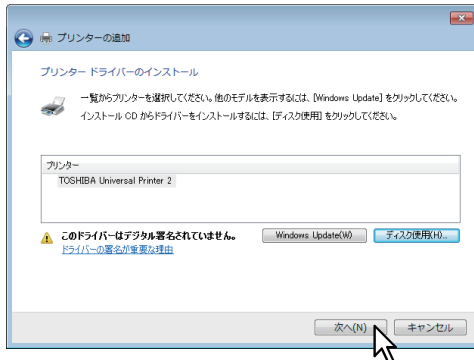 プリンターの追加
プリンター ドライバーのインストール
一覧からプリンターを選択してください。他のモデルを表示するには、[Windows Update] をクリックしてください。
インストール CD からドライバーをインストールするには、[ディスク使用] をクリックしてください。
プリンター
TOSHIBA Universal Printer 2
このドライバーはデジタル署名されていません。
Windows Update(W)
ディスク使用(H)...
ドライバーの署名が重要な理由
次へ(N)
キャンセル